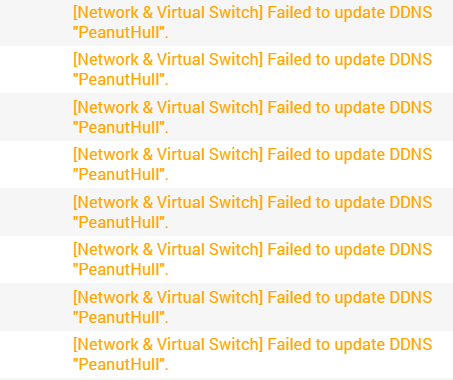 [Network & Virtual Switch] Failed to update DDNS
"PeanutHull".
[Network & Virtual Switch] Failed to update DDNS
"PeanutHull".
[Network & Virtual Switch] Failed to update DDNS
"PeanutHull".
[Network & Virtual Switch] Failed to update DDNS
"PeanutHull".
[Network & Virtual Switch] Failed to update DDNS
"PeanutHull".
[Network & Virtual Switch] Failed to update DDNS
"PeanutHull".
[Network & Virtual Switch] Failed to update DDNS
"PeanutHull".
[Network & Virtual Switch] Failed to update DDNS
"PeanutHull".